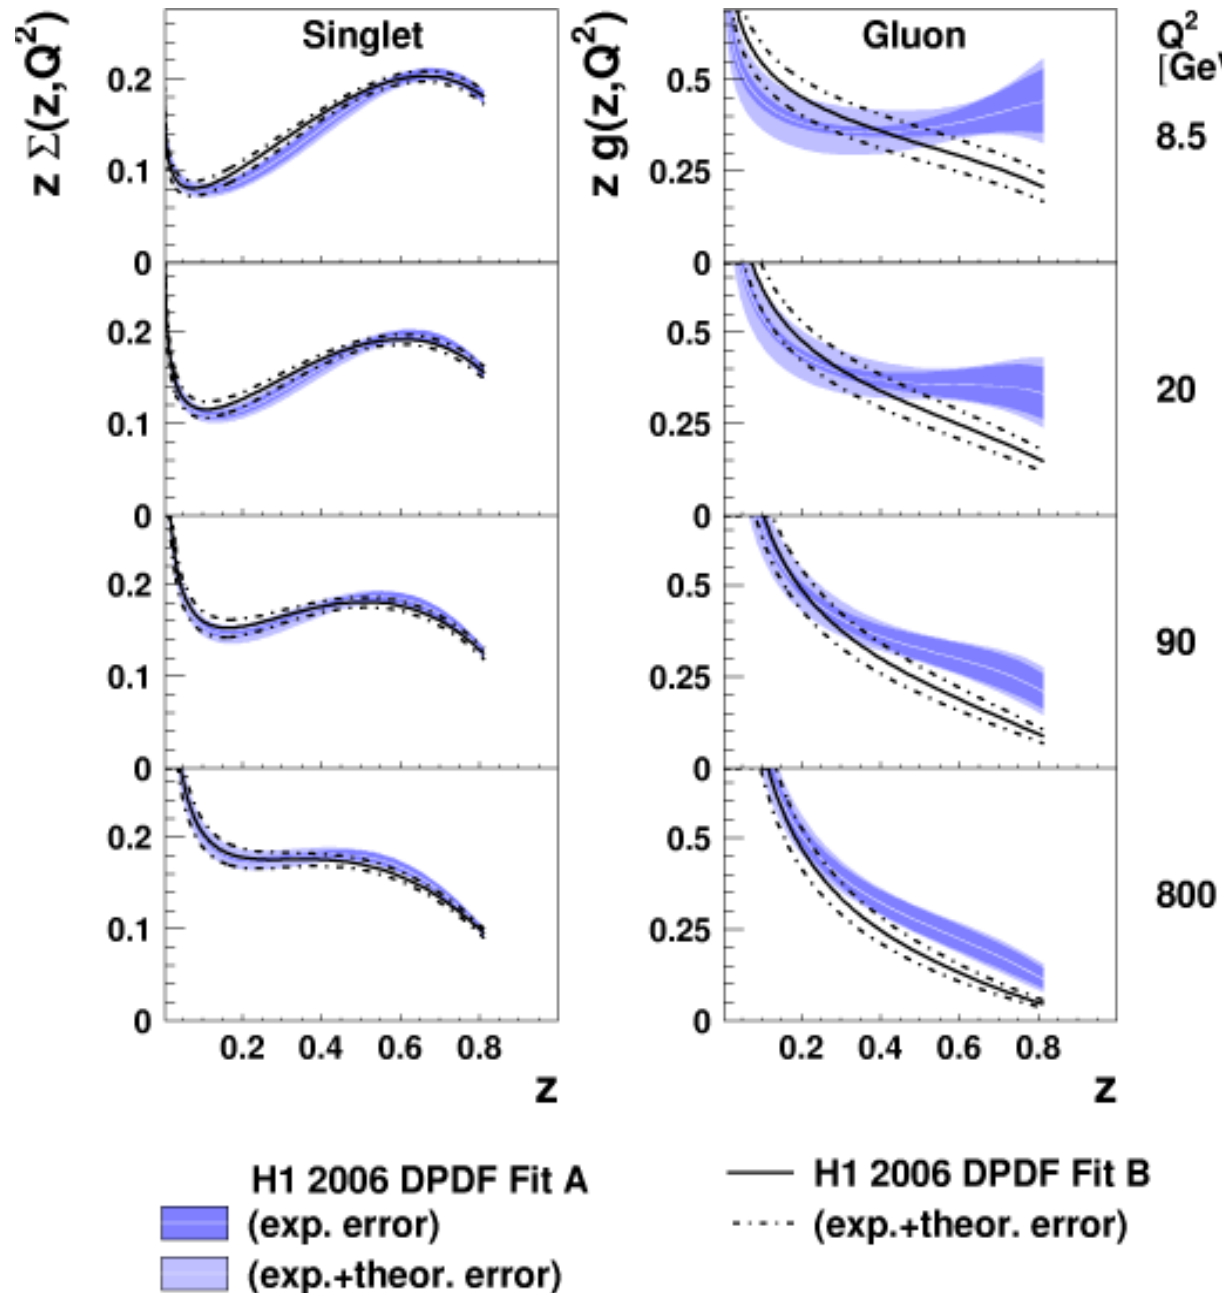 z Σ(z,Q²)
Singlet
z g(z,Q²)
Gluon
Q²
[GeV
0.2
0.1
0
0.5
0.25
0
8.5
0.2
0.1
0
0.5
0.25
0
20
0.2
0.1
0
0.5
0.25
0
90
0.2
0.1
0
0.5
0.25
0
800
0.2 0.4 0.6 0.8
0.2 0.4 0.6 0.8
z
z
H1 2006 DPDF Fit A
(exp. error)
(exp.+theor. error)
H1 2006 DPDF Fit B
(exp.+theor. error)